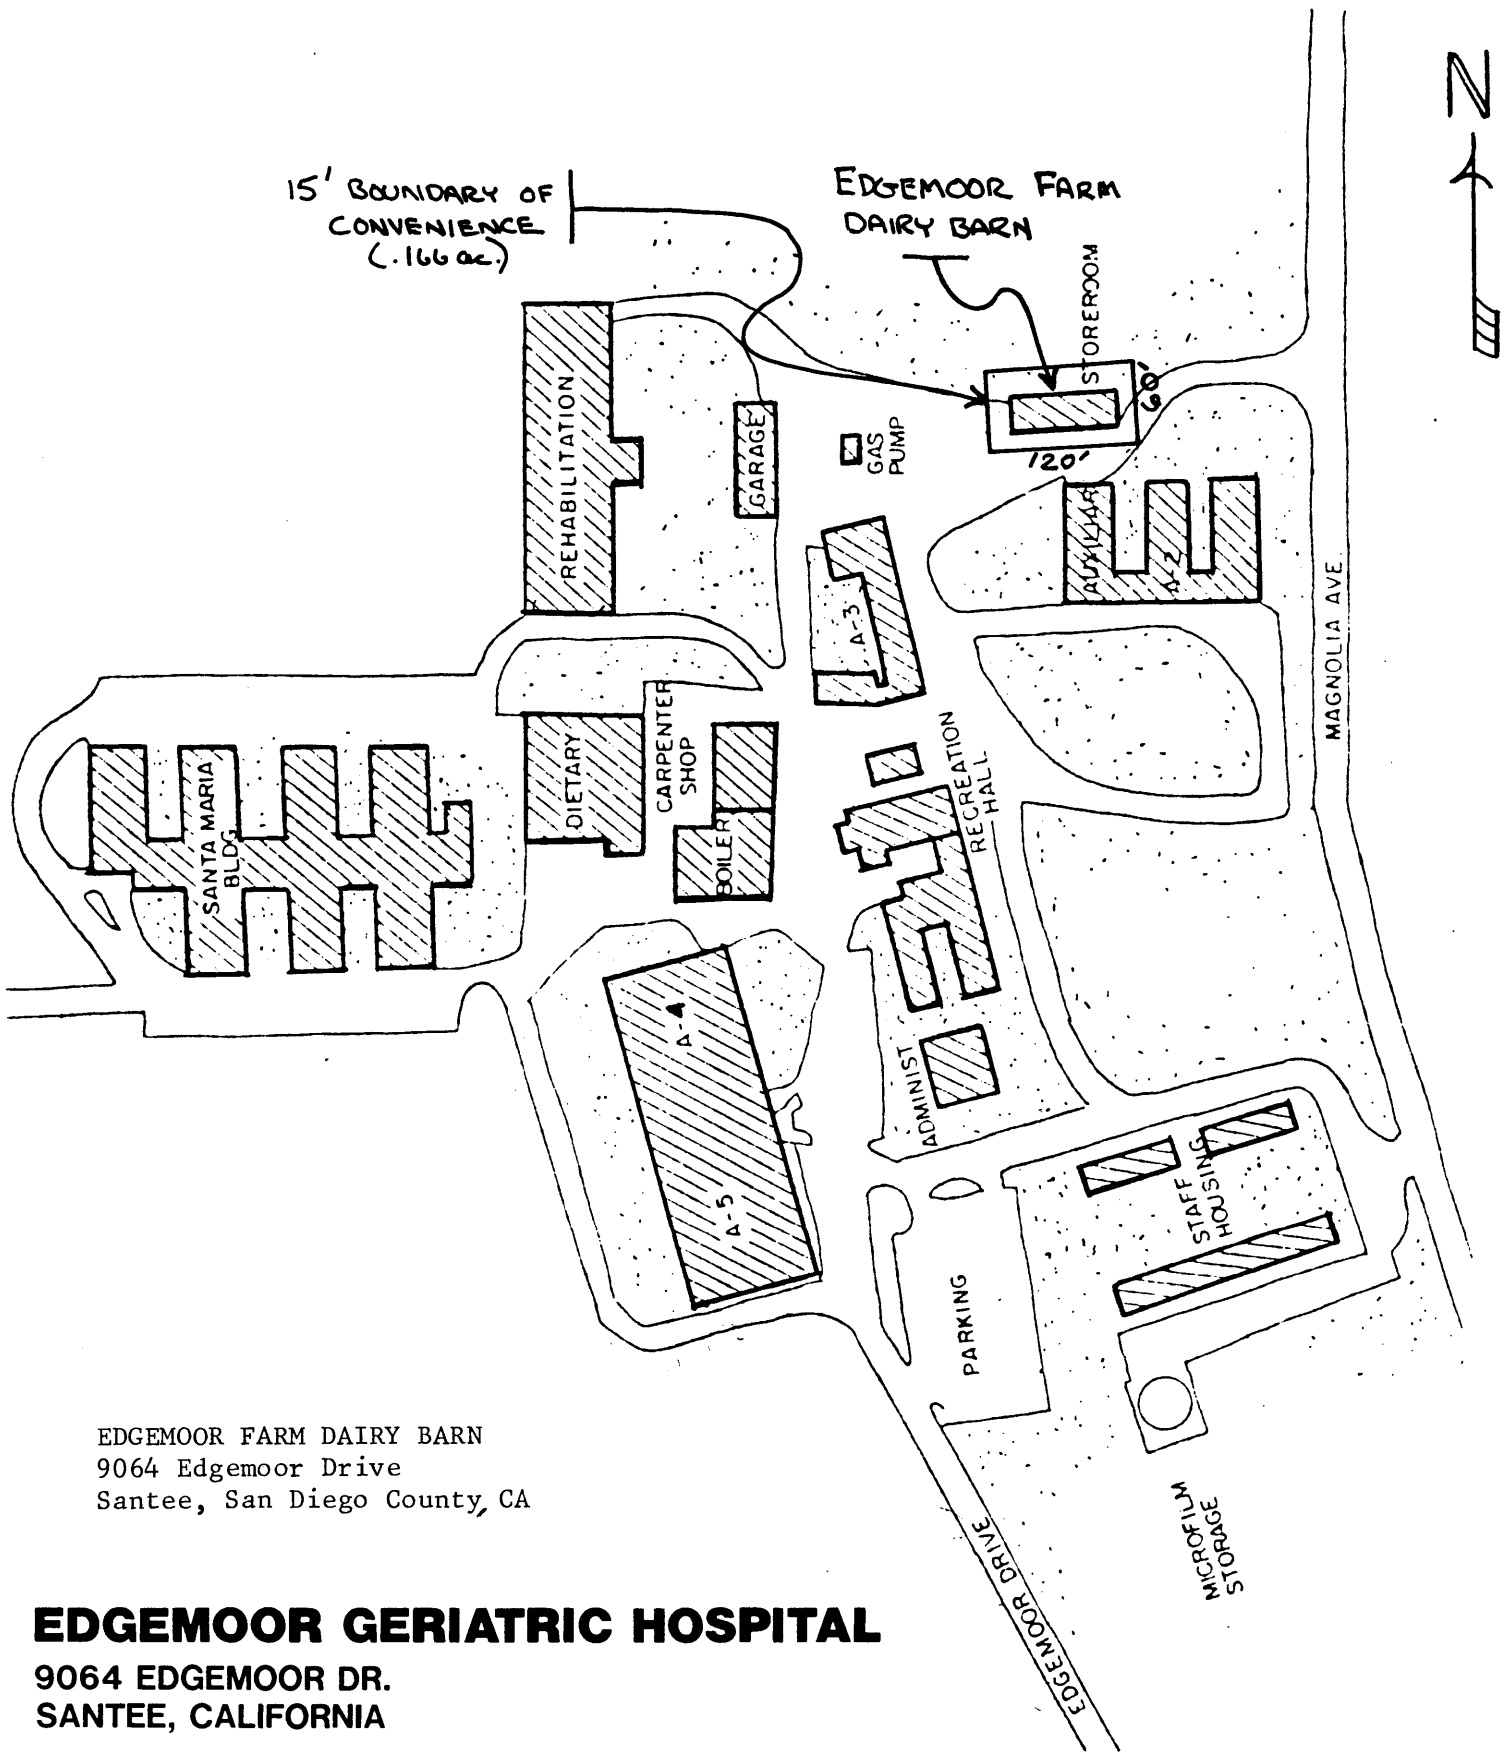 N
15' BOUNDARY OF
CONVENIENCE
(.166 ac.)
EDGEMOOR FARM
DAIRY BARN
STOREROOM
60'
120'
REHABILITATION
GARAGE
GAS
PUMP
AUXILIAR
A-2
A-3
MAGNOLIA AVE.
SANTA MARIA
BLDG
DIETARY
CARPENTER
SHOP
BOILER
RECREATION
HALL
A-4
A-5
ADMINIST
STAFF
HOUSING
PARKING
MICROFILM
STORAGE
EDGEMOOR DRIVE
EDGEMOOR DRIVE
EDGEMOOR FARM DAIRY BARN
9064 Edgemoor Drive
Santee, San Diego County, CA
EDGEMOOR GERIATRIC HOSPITAL
9064 EDGEMOOR DR.
SANTEE, CALIFORNIA